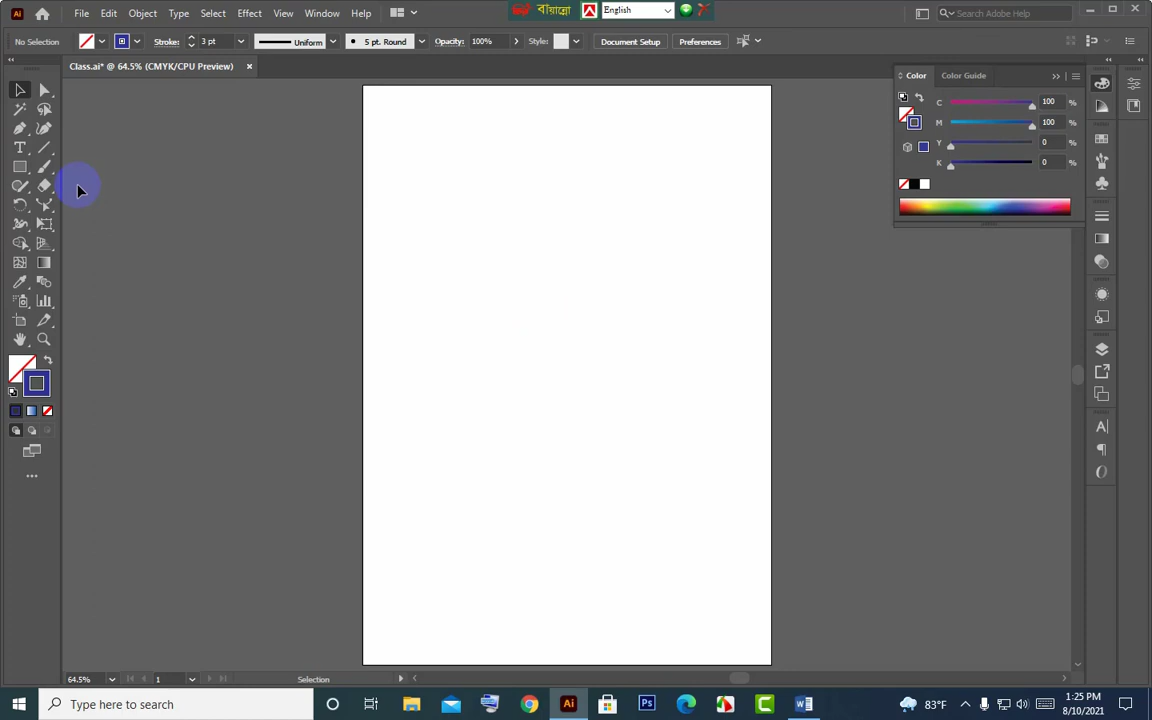 Ai File Edit Object Type Select Effect View Window Help বায়ান্নো English Search Adobe Help
No Selection Stroke: 3 pt Uniform 5 pt. Round Opacity: 100% Style: Document Setup Preferences
Class.ai* @ 64.5% (CMYK/CPU Preview)
Color Color Guide
C 100 %
M 100 %
Y 0 %
K 0 %
64.5% 1 Selection
Type here to search Ai Ps 83°F 1:25 PM
8/10/2021